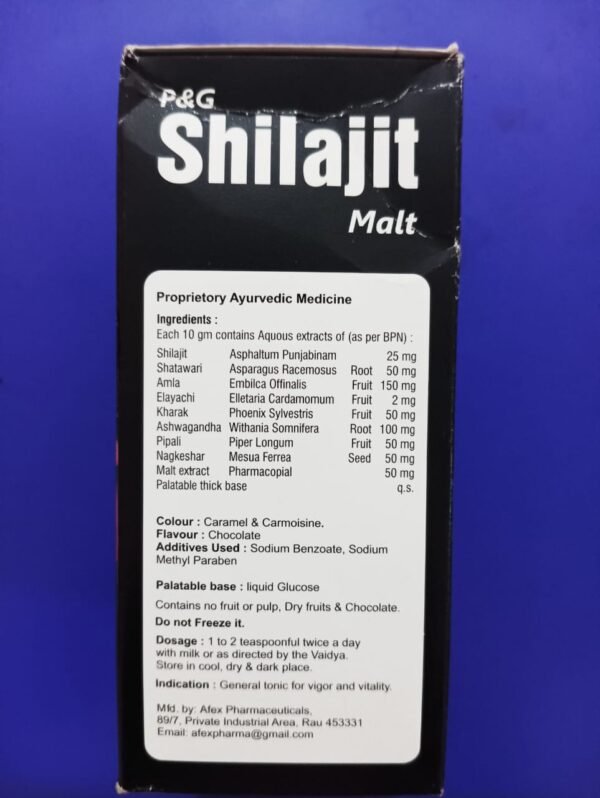 P&G
Shilajit
Malt
Proprietory Ayurvedic Medicine
Ingredients :
Each 10 gm contains Aquous extracts of (as per BPN) :
Shilajit Asphaltum Punjabinam 25 mg
Shatawari Asparagus Racemosus Root 50 mg
Amla Embilca Offinalis Fruit 150 mg
Elayachi Elletaria Cardamomum Fruit 2 mg
Kharak Phoenix Sylvestris Fruit 50 mg
Ashwagandha Withania Somnifera Root 100 mg
Pipali Piper Longum Fruit 50 mg
Nagkeshar Mesua Ferrea Seed 50 mg
Malt extract Pharmacopial 50 mg
Palatable thick base q.s.
Colour : Caramel & Carmoisine.
Flavour : Chocolate
Additives Used : Sodium Benzoate, Sodium
Methyl Paraben
Palatable base : liquid Glucose
Contains no fruit or pulp, Dry fruits & Chocolate.
Do not Freeze it.
Dosage : 1 to 2 teaspoonful twice a day
with milk or as directed by the Vaidya.
Store in cool, dry & dark place.
Indication : General tonic for vigor and vitality.
Mfd. by: Afex Pharmaceuticals,
89/7, Private Industrial Area, Rau 453331
Email: afexpharma@gmail.com